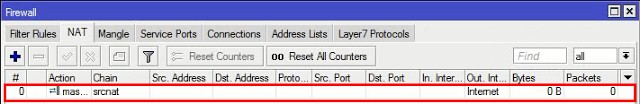 Firewall
Filter Rules NAT Mangle Service Ports Connections Address Lists Layer7 Protocols
Reset Counters 00 Reset All Counters Find all
# Action Chain Src. Address Dst. Address Proto... Src. Port Dst. Port In. Inter... Out. Int... Bytes Packets
0 mas... srcnat Internet 0 B 0